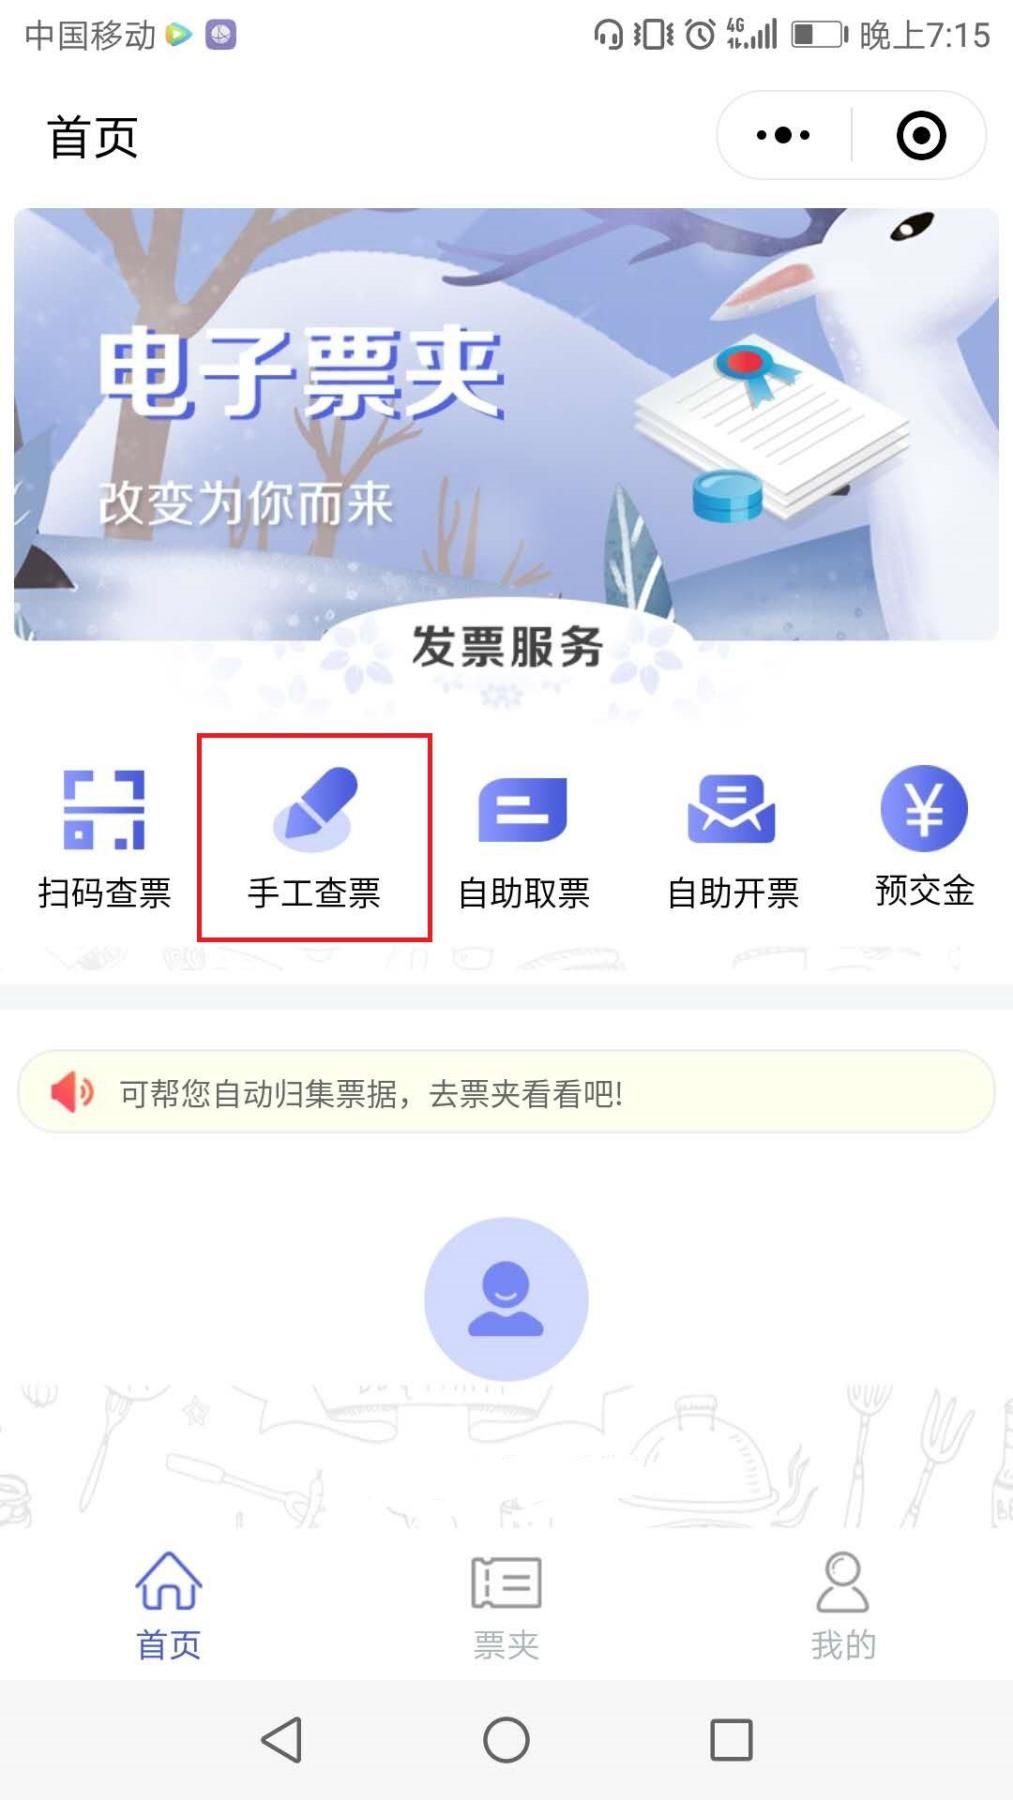 中国移动
4G
晚上7:15
首页
电子票夹
改变为你而来
发票服务
扫码查票
手工查票
自助取票
自助开票
预交金
可帮您自动归集票据，去票夹看看吧!
首页
票夹
我的